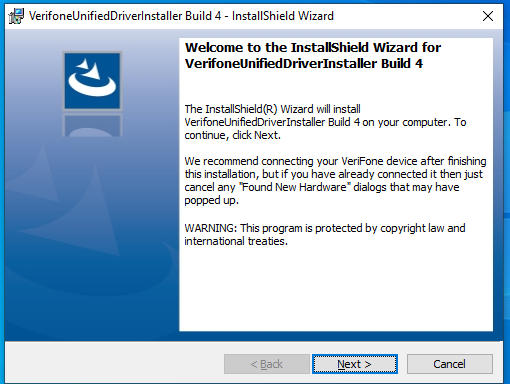 VerifoneUnifiedDriverInstaller Build 4 - InstallShield Wizard
Welcome to the InstallShield Wizard for
VerifoneUnifiedDriverInstaller Build 4
The InstallShield(R) Wizard will install
VerifoneUnifiedDriverInstaller Build 4 on your computer. To
continue, click Next.
We recommend connecting your VeriFone device after finishing
this installation, but if you have already connected it then just
cancel any "Found New Hardware" dialogs that may have
popped up.
WARNING: This program is protected by copyright law and
international treaties.
< Back
Next >
Cancel